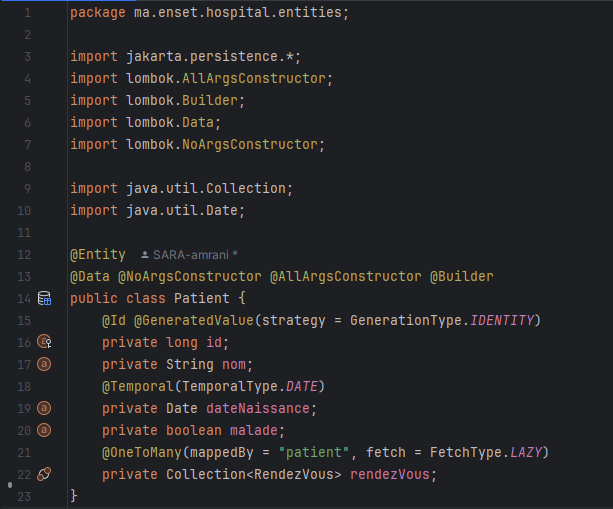 1 package ma.enset.hospital.entities;
2
3 import jakarta.persistence.*;
4 import lombok.AllArgsConstructor;
5 import lombok.Builder;
6 import lombok.Data;
7 import lombok.NoArgsConstructor;
8
9 import java.util.Collection;
10 import java.util.Date;
11
12 @Entity SARA-amrani *
13 @Data @NoArgsConstructor @AllArgsConstructor @Builder
14 public class Patient {
15 @Id @GeneratedValue(strategy = GenerationType.IDENTITY)
16 private long id;
17 private String nom;
18 @Temporal(TemporalType.DATE)
19 private Date dateNaissance;
20 private boolean malade;
21 @OneToMany(mappedBy = "patient", fetch = FetchType.LAZY)
22 private Collection<RendezVous> rendezVous;
23 }